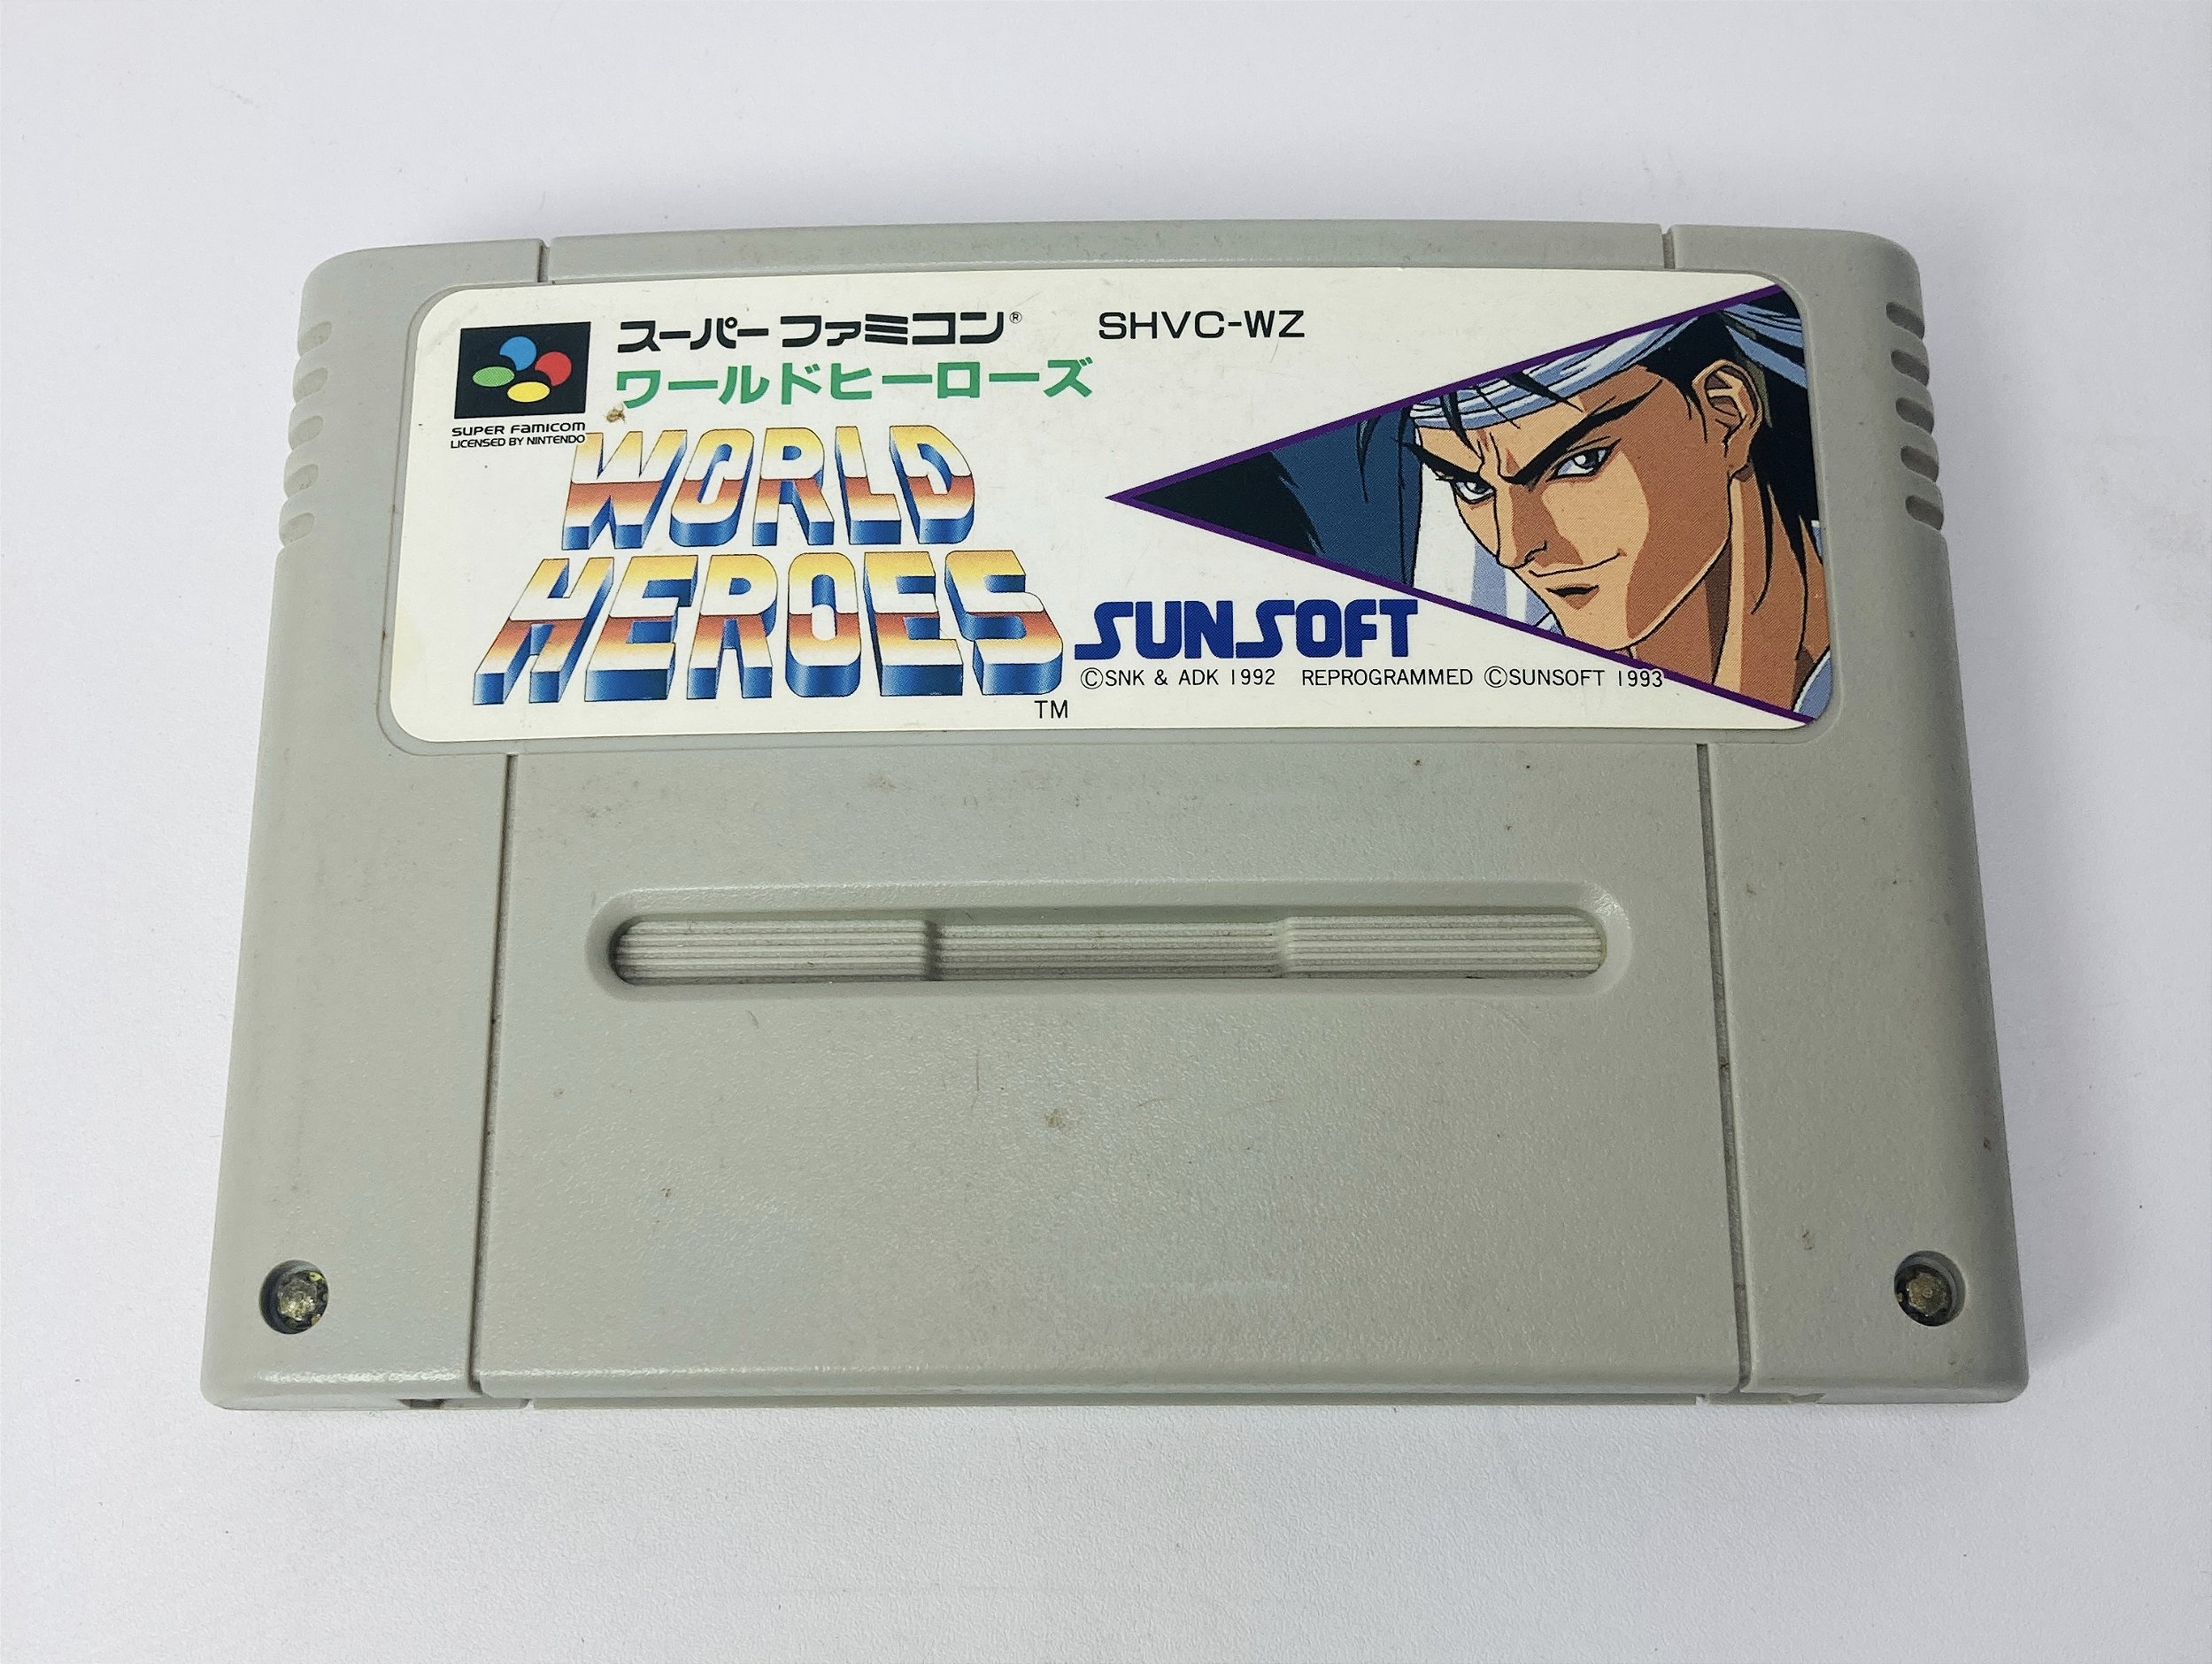 スーパーファミコン® SHVC-WZ
ワールドヒーローズ
SUPER FAMICOM
LICENSED BY NINTENDO
WORLD
HEROES
TM
SUNSOFT
©SNK & ADK 1992 REPROGRAMMED ©SUNSOFT 1993